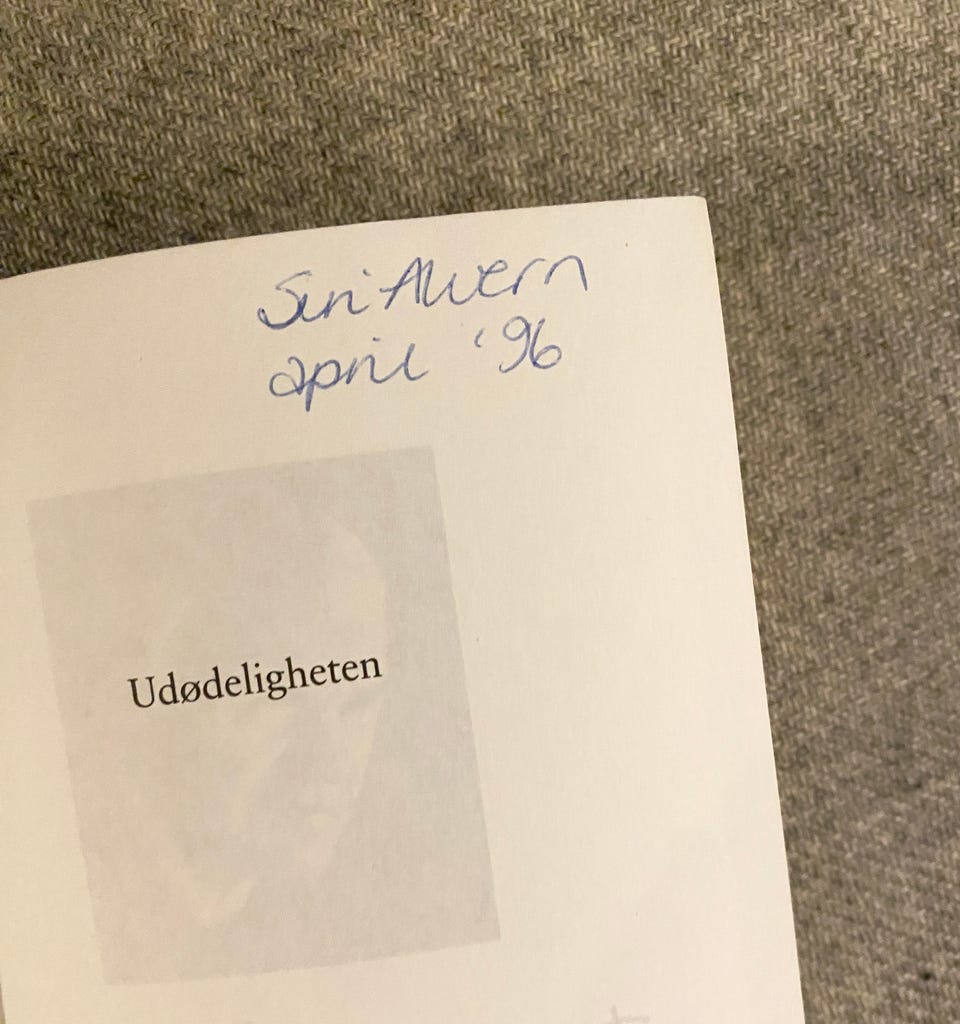 Siri Alvern
april '96
Udødeligheten